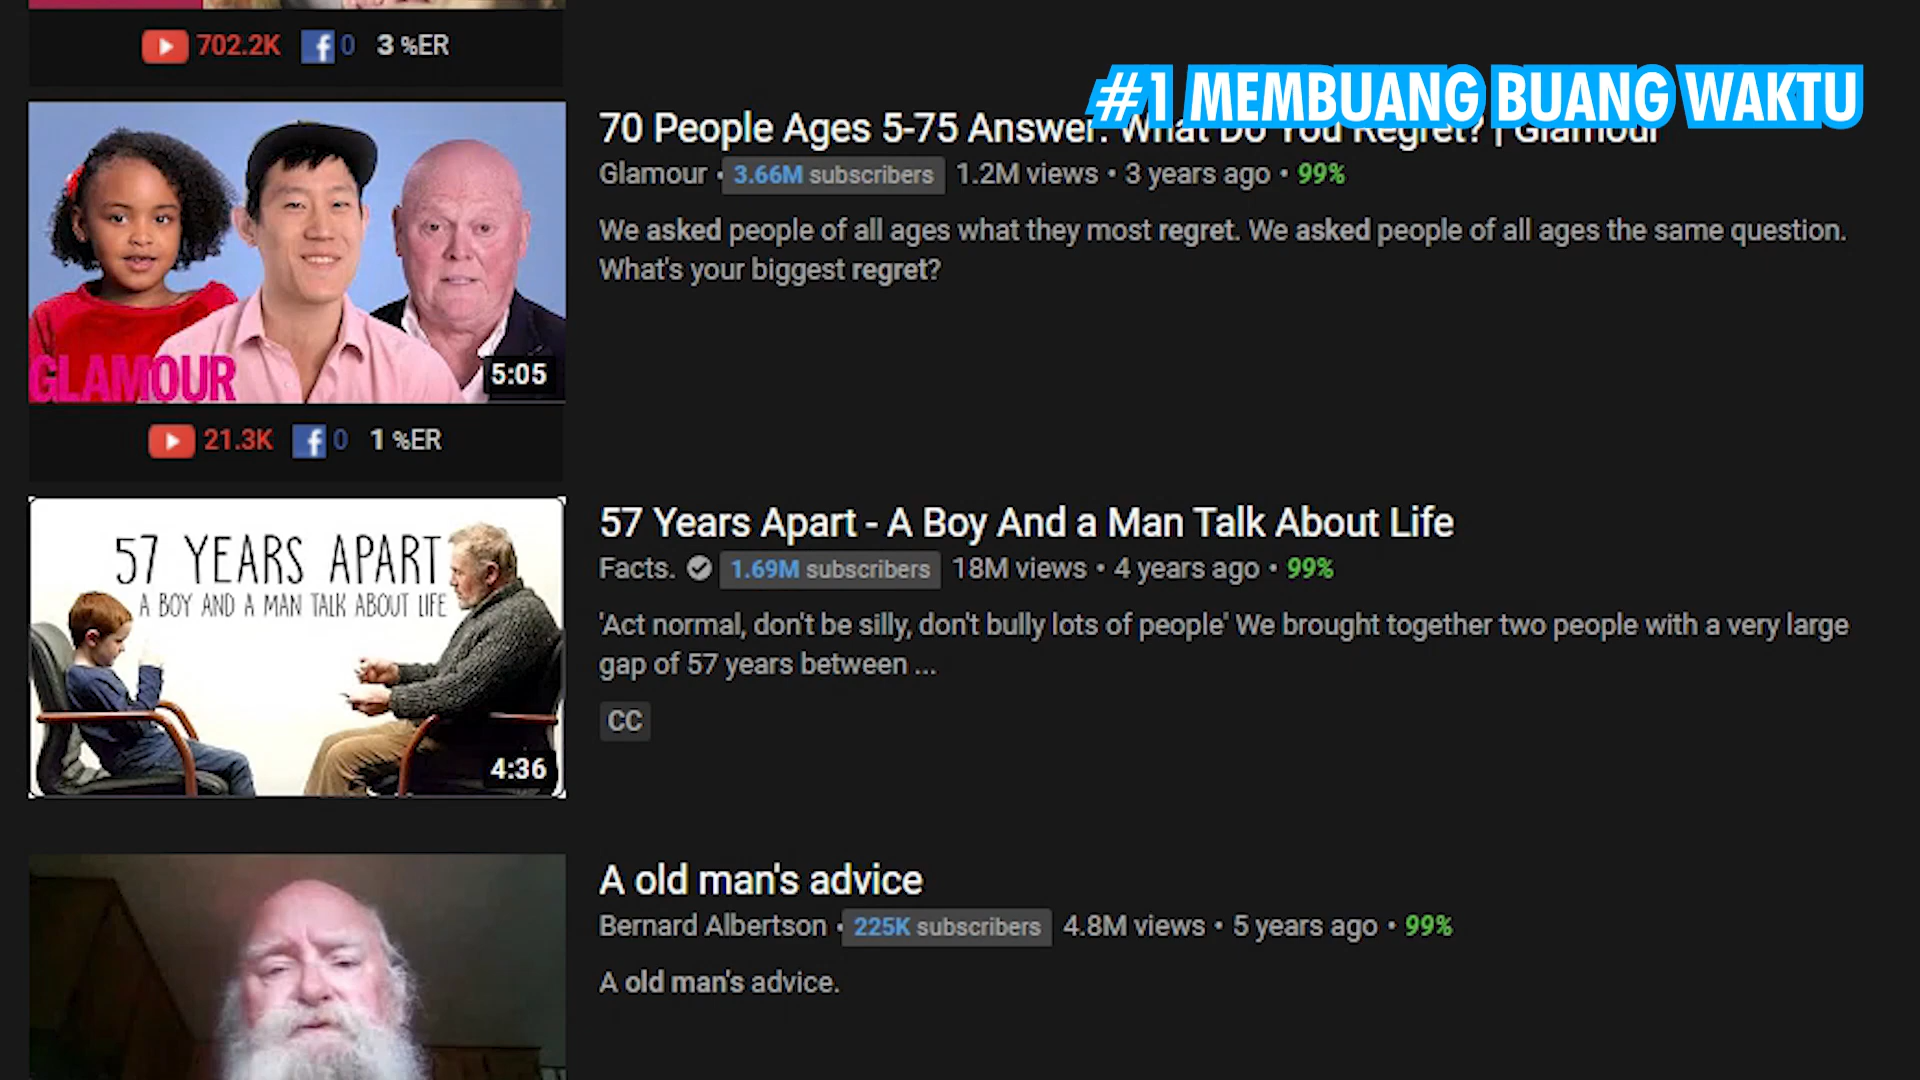 702.2K 0 3 %ER
#1 MEMBUANG BUANG WAKTU
70 People Ages 5-75 Answer: What Do You Regret? | Glamour
Glamour • 3.66M subscribers 1.2M views • 3 years ago • 99%
We asked people of all ages what they most regret. We asked people of all ages the same question.
What's your biggest regret?
GLAMOUR
5:05
21.3K 0 1 %ER
57 YEARS APART
A BOY AND A MAN TALK ABOUT LIFE
4:36
57 Years Apart - A Boy And a Man Talk About Life
Facts. 1.69M subscribers 18M views • 4 years ago • 99%
'Act normal, don't be silly, don't bully lots of people' We brought together two people with a very large
gap of 57 years between ...
CC
A old man's advice
Bernard Albertson • 225K subscribers 4.8M views • 5 years ago • 99%
A old man's advice.